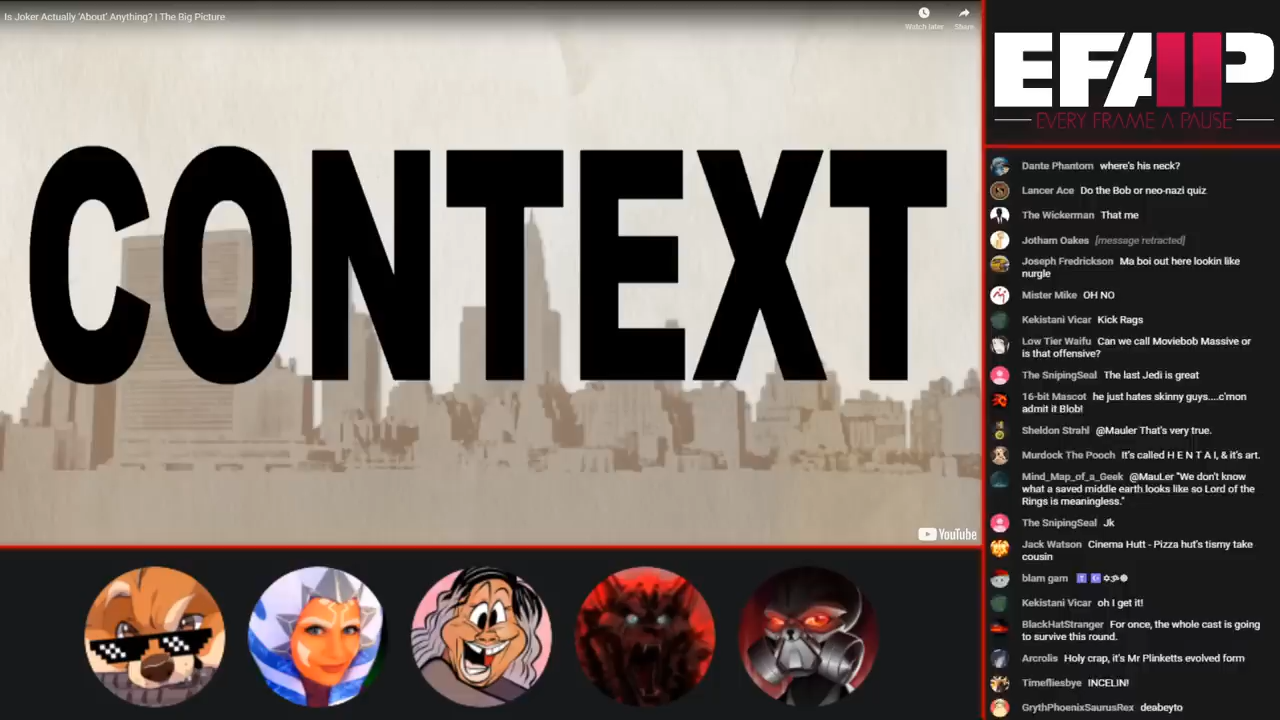 Is Joker Actually 'About' Anything? | The Big Picture
Watch later
Share
CONTEXT
YouTube
EFAP
EVERY FRAME A PAUSE
Dante Phantom where's his neck?
Lancer Ace Do the Bob or neo-nazi quiz
The Wickerman That me
Jotham Oakes [message retracted]
Joseph Fredrickson Ma boi out here lookin like
nurgle
Mister Mike OH NO
Kekistani Vicar Kick Rags
Low Tier Waifu Can we call Moviebob Massive or
is that offensive?
The SnipingSeal The last Jedi is great
16-bit Mascot he just hates skinny guys....c'mon
admit it Blob!
Sheldon Strahl @Mauler That's very true.
Murdock The Pooch It's called H E N T A I, & it's art.
Mind_Map_of_a_Geek @MauLer "We don't know
what a saved middle earth looks like so Lord of the
Rings is meaningless."
The SnipingSeal Jk
Jack Watson Cinema Hutt - Pizza hut's tismy take
cousin
blam gam
Kekistani Vicar oh I get it!
BlackHatStranger For once, the whole cast is going
to survive this round.
Arcrolis Holy crap, it's Mr Plinketts evolved form
Timefliesbye INCELIN!
GrythPhoenixSaurusRex deabeyto